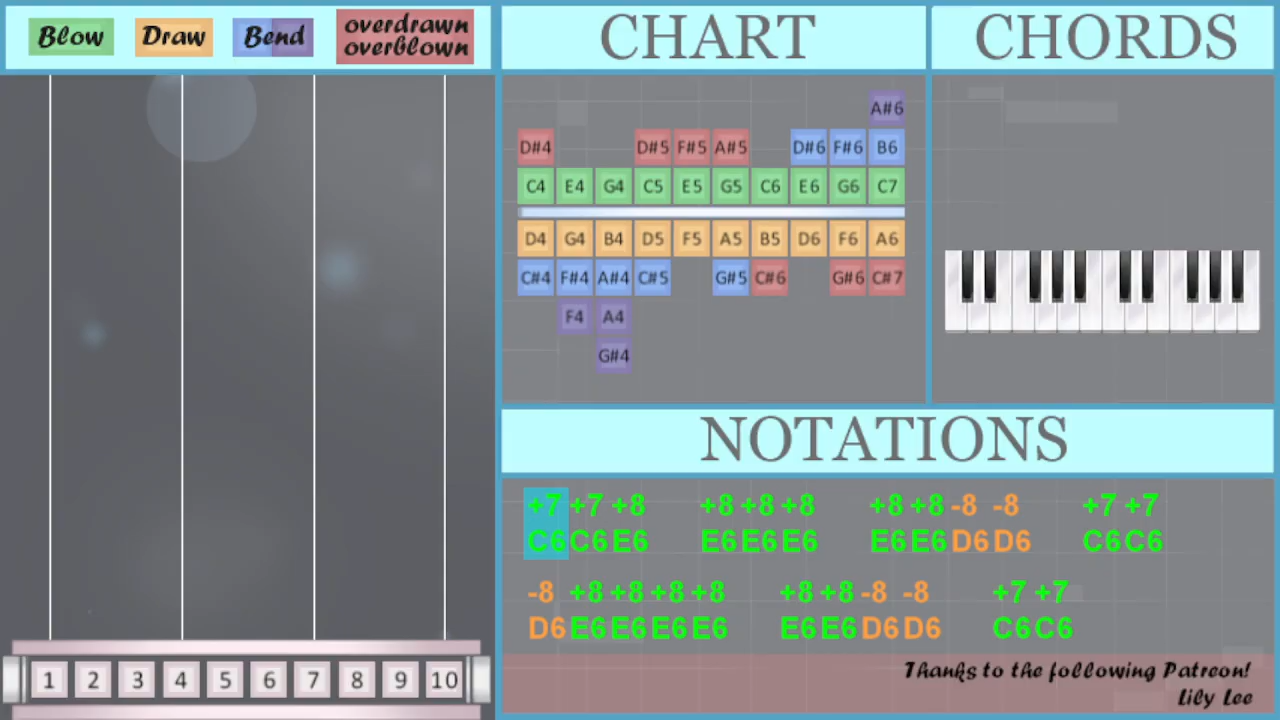 Blow Draw Bend overdrawn
overblown
CHART
CHORDS
A#6
D#4 D#5 F#5 A#5 D#6 F#6 B6
C4 E4 G4 C5 E5 G5 C6 E6 G6 C7
D4 G4 B4 D5 F5 A5 B5 D6 F6 A6
C#4 F#4 A#4 C#5 G#5 C#6 G#6 C#7
F4 A4
G#4
NOTATIONS
+7 +7 +8 +8 +8 +8 +8 +8 -8 -8 +7 +7
C6 C6 E6 E6 E6 E6 E6 E6 D6 D6 C6 C6
-8 +8 +8 +8 +8 +8 +8 -8 -8 +7 +7
D6 E6 E6 E6 E6 E6 E6 D6 D6 C6 C6
Thanks to the following Patreon!
Lily Lee
1 2 3 4 5 6 7 8 9 10